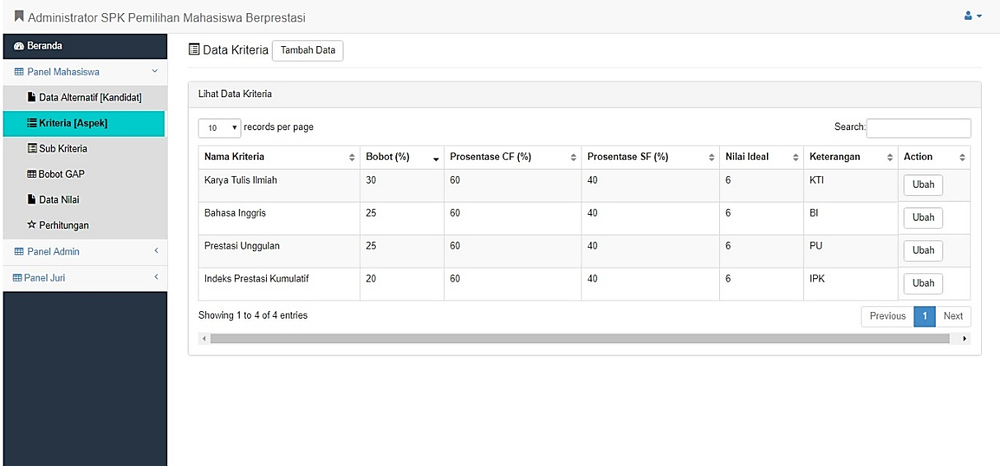 Administrator SPK Pemilihan Mahasiswa Berprestasi
Beranda
Panel Mahasiswa
Data Alternatif [Kandidat]
Kriteria [Aspek]
Sub Kriteria
Bobot GAP
Data Nilai
Perhitungan
Panel Admin
Panel Juri
Data Kriteria Tambah Data
Lihat Data Kriteria
10 records per page Search:
Nama Kriteria Bobot (%) Prosentase CF (%) Prosentase SF (%) Nilai Ideal Keterangan Action
Karya Tulis Ilmiah 30 60 40 6 KTI Ubah
Bahasa Inggris 25 60 40 6 BI Ubah
Prestasi Unggulan 25 60 40 6 PU Ubah
Indeks Prestasi Kumulatif 20 60 40 6 IPK Ubah
Showing 1 to 4 of 4 entries Previous 1 Next